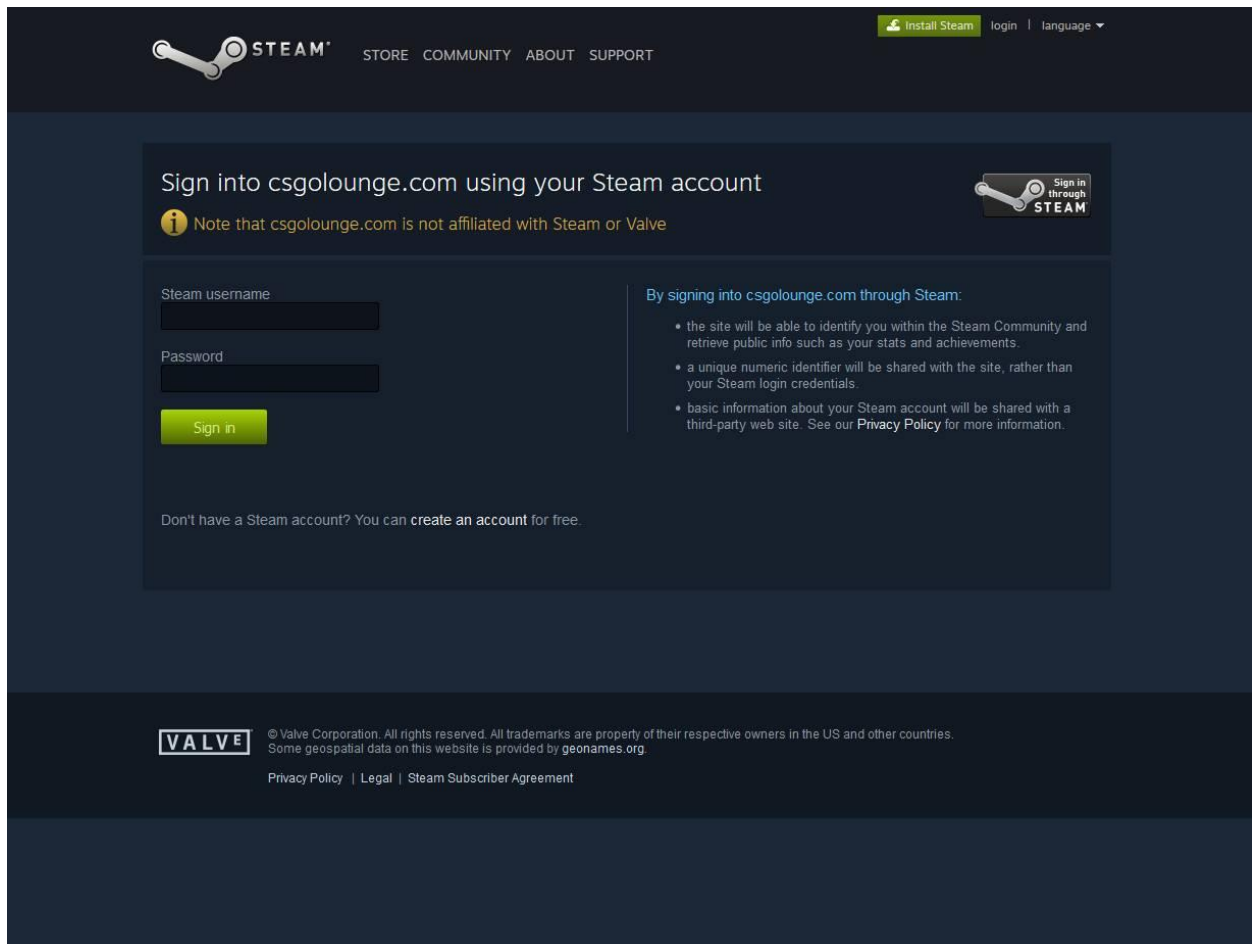 Install Steam login | language
STEAM® STORE COMMUNITY ABOUT SUPPORT
Sign into csgolounge.com using your Steam account
Note that csgolounge.com is not affiliated with Steam or Valve
Sign in
through
STEAM
Steam username
Password
Sign in
Don't have a Steam account? You can create an account for free.
By signing into csgolounge.com through Steam:
• the site will be able to identify you within the Steam Community and
retrieve public info such as your stats and achievements.
• a unique numeric identifier will be shared with the site, rather than
your Steam login credentials.
• basic information about your Steam account will be shared with a
third-party web site. See our Privacy Policy for more information.
VALVE
© Valve Corporation. All rights reserved. All trademarks are property of their respective owners in the US and other countries.
Some geospatial data on this website is provided by geonames.org.
Privacy Policy | Legal | Steam Subscriber Agreement